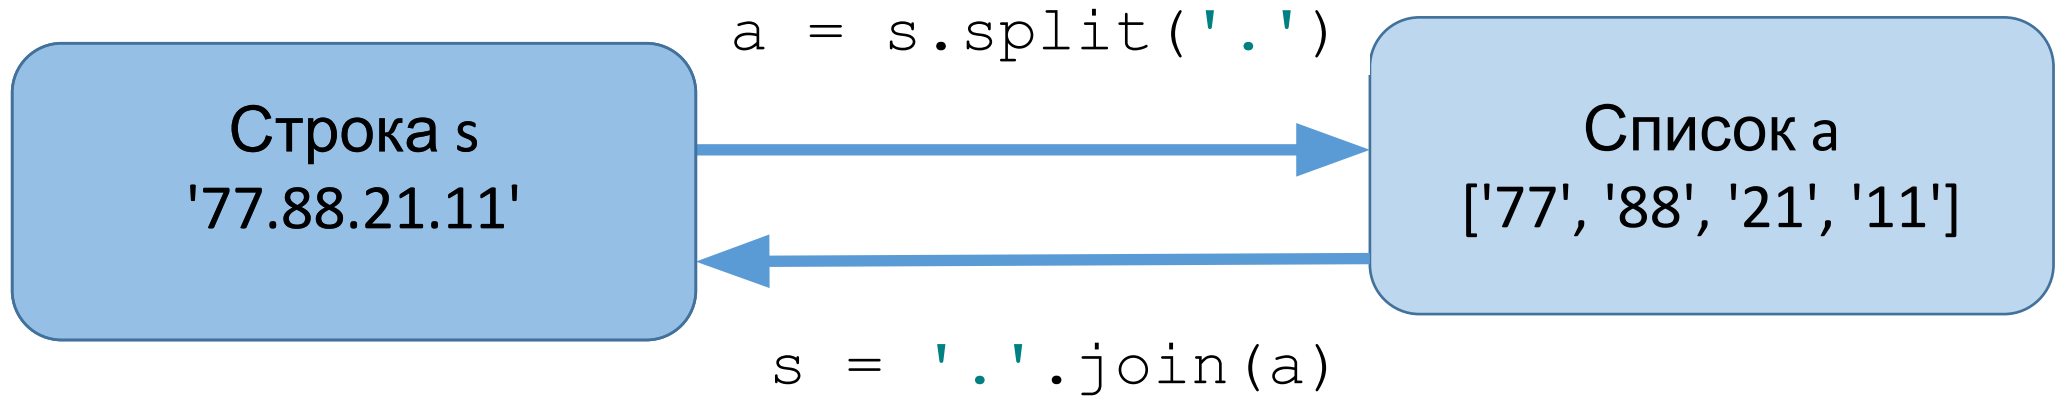 a = s.split('.')
Строка s
'77.88.21.11'
Список a
['77', '88', '21', '11']
s = '.'.join(a)